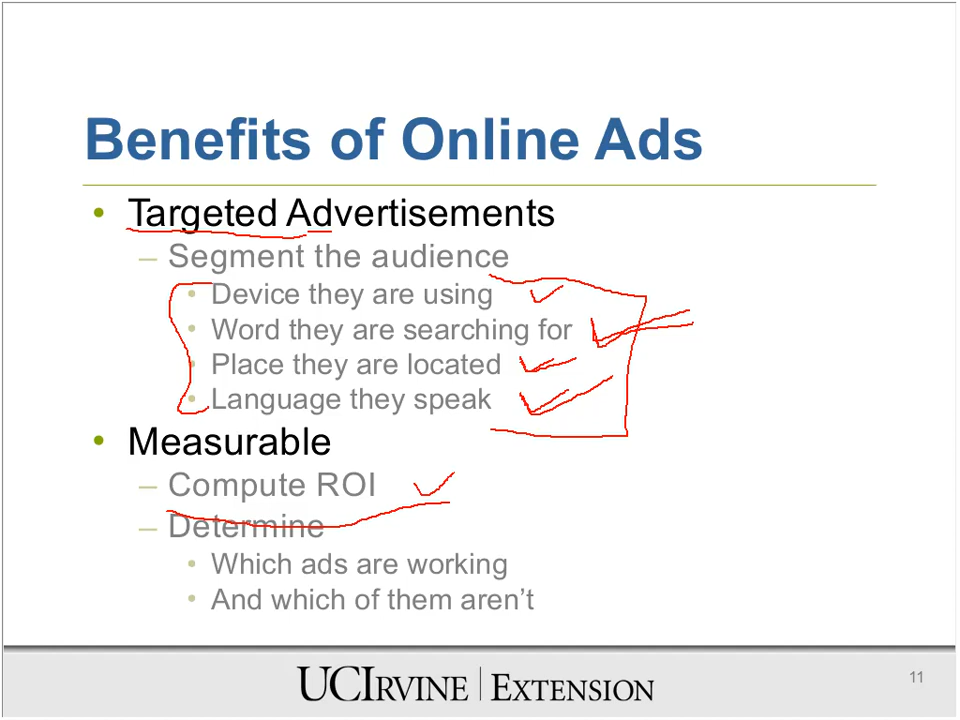 Benefits of Online Ads
• Targeted Advertisements
– Segment the audience
• Device they are using
• Word they are searching for
• Place they are located
• Language they speak
• Measurable
– Compute ROI
– Determine
• Which ads are working
• And which of them aren’t
UCIRVINE | EXTENSION
11